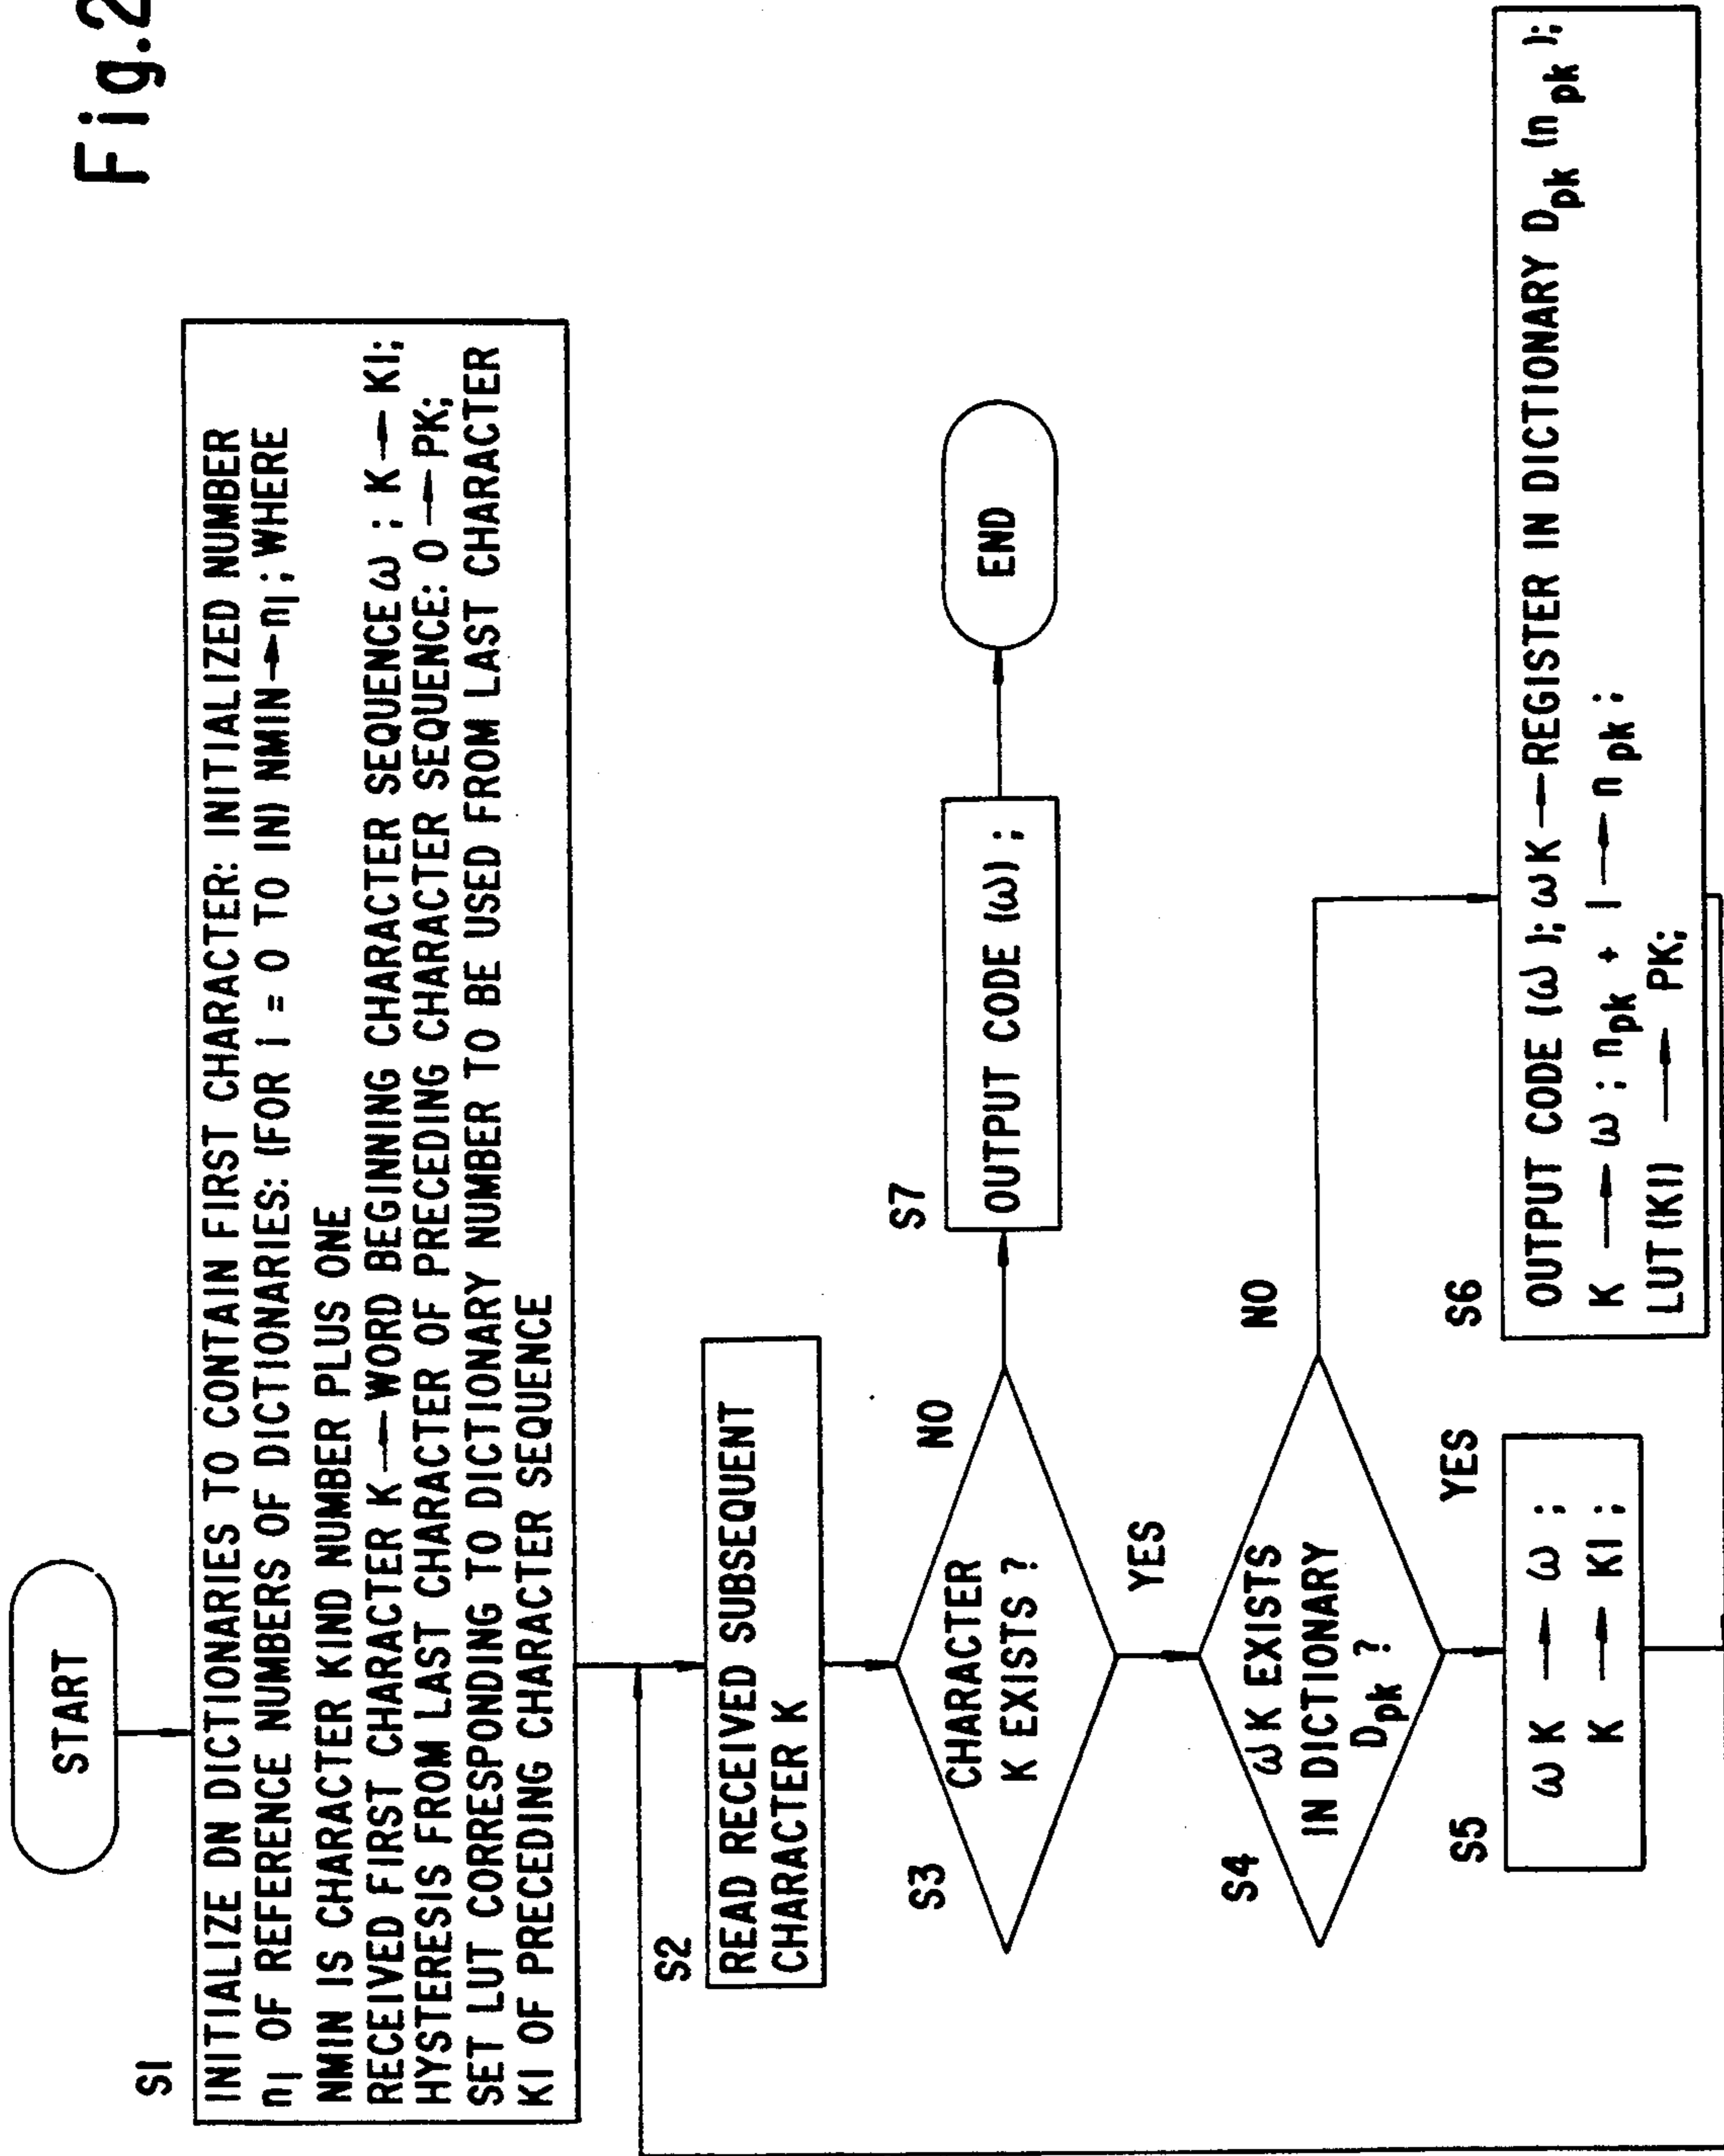 Fig.2
START
S1
INITIALIZE DN DICTIONARIES TO CONTAIN FIRST CHARACTER: INITIALIZED NUMBER
nI OF REFERENCE NUMBERS OF DICTIONARIES: (FOR I = 0 TO IN) NMIN→nI; WHERE
NMIN IS CHARACTER KIND NUMBER PLUS ONE
RECEIVED FIRST CHARACTER K→WORD BEGINNING CHARACTER SEQUENCE ω : K→KI;
HYSTERESIS FROM LAST CHARACTER OF PRECEDING CHARACTER SEQUENCE: 0→PK;
SET LUT CORRESPONDING TO DICTIONARY NUMBER TO BE USED FROM LAST CHARACTER
KI OF PRECEDING CHARACTER SEQUENCE
S2
READ RECEIVED SUBSEQUENT
CHARACTER K
S3
CHARACTER
K EXISTS ?
NO
YES
S7
OUTPUT CODE (ω) ;
END
S4
ωK EXISTS
IN DICTIONARY
Dpk ?
NO
YES
S5
ωK → ω ;
K → KI ;
S6
OUTPUT CODE (ω); ωK→REGISTER IN DICTIONARY Dpk (npk);
K → ω ; npk + I → npk ;
LUT(KI) → PK;